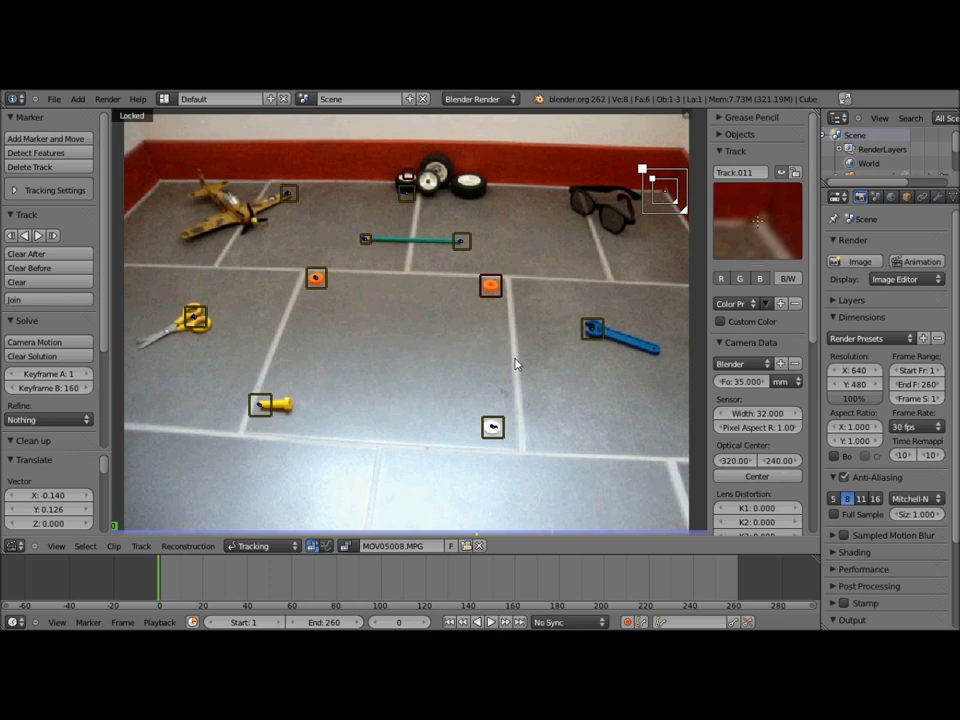 File Add Render Help Default Scene Blender Render blender.org 262 | Ve:8 | Fa:6 | Ob:1-3 | La:1 | Mem:7.73M (321.19M) | Cube
Marker
Add Marker and Move
Detect Features
Delete Track
Tracking Settings
Track
Clear After
Clear Before
Clear
Join
Solve
Camera Motion
Clear Solution
Keyframe A: 1
Keyframe B: 160
Refine:
Nothing
Clean up
Translate
Vector
X: -0.140
Y: 0.126
Z: 0.000
Locked
Grease Pencil
Objects
Track
Track.011
R G B B/W
Color Pr
Custom Color
Camera Data
Blender
Fo: 35.000 mm
Sensor:
Width: 32.000
Pixel Aspect R: 1.00
Optical Center:
320.00 240.00
Center
Lens Distortion:
K1: 0.000
K2: 0.000
View Search All Sce
Scene
RenderLayers
World
Scene
Render
Image Animation
Display: Image Editor
Layers
Dimensions
Render Presets
Resolution: Frame Range:
X: 640 Start Fr: 1
Y: 480 End F: 260
100% Frame S: 1
Aspect Ratio: Frame Rate:
X: 1.000 30 fps
Y: 1.000 Time Remappi
Bo Cr 10 10
Anti-Aliasing
5 8 11 16 Mitchell-N
Full Sample Siz: 1.000
Sampled Motion Blur
Shading
Performance
Post Processing
Stamp
Output
0
View Select Clip Track Reconstruction Tracking MOV05008.MPG F
-60 -40 -20 0 20 40 60 80 100 120 140 160 180 200 220 240 260 280
View Marker Frame Playback Start: 1 End: 260 0 No Sync